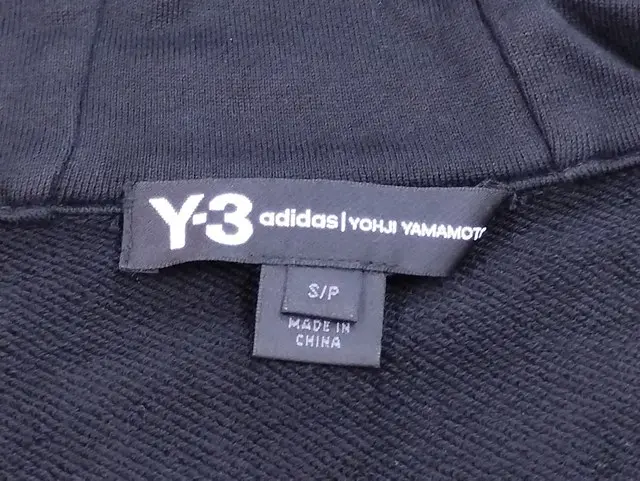 Y-3 adidas | YOHJI YAMAMOTO
S/P
MADE IN
CHINA